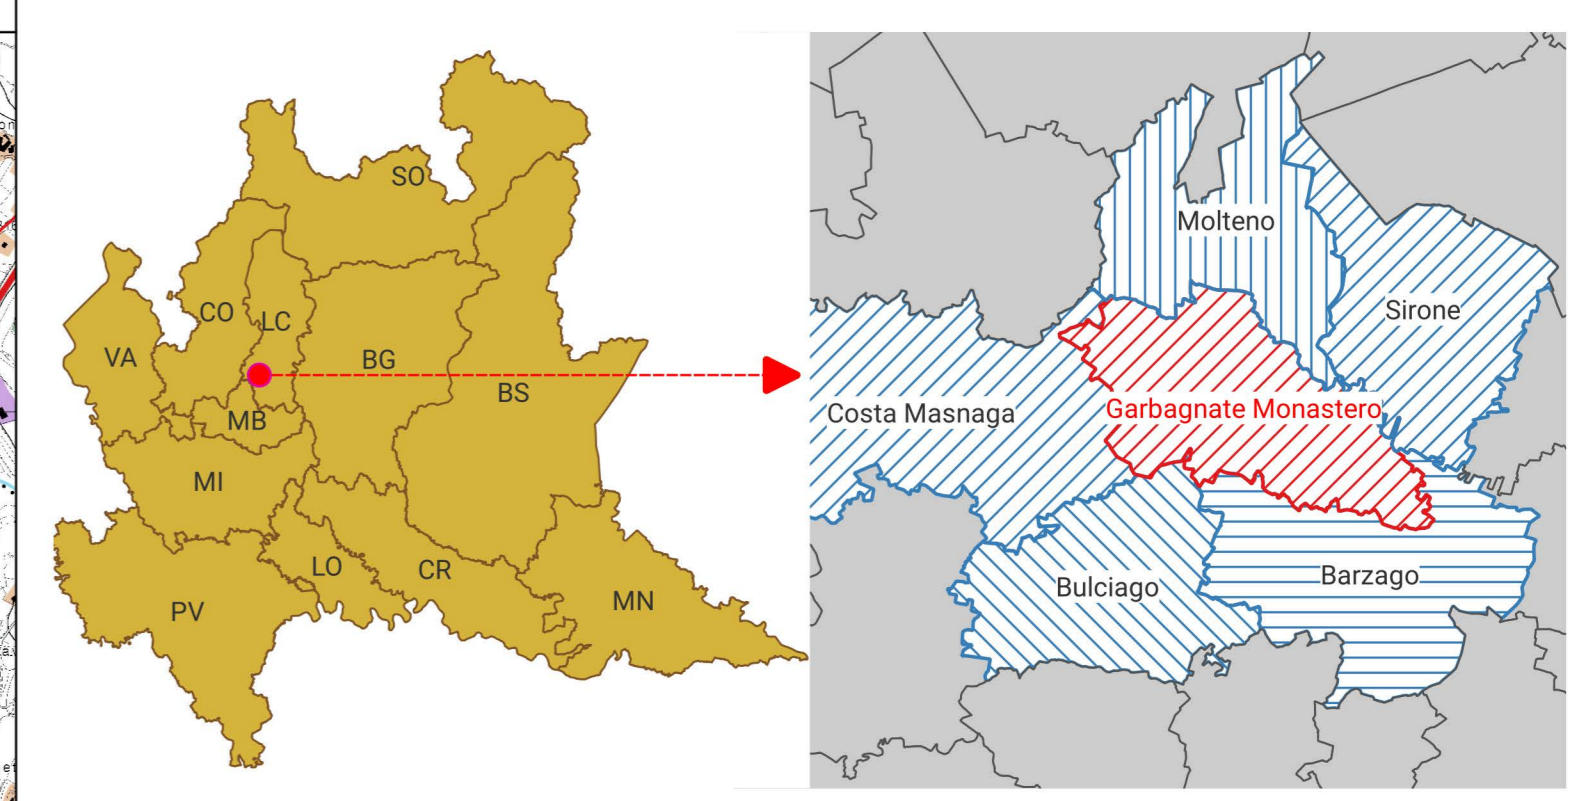 SO
CO
LC
VA
BG
BS
MB
MI
LO
CR
PV
MN
Molteno
Sirone
Costa Masnaga
Garbagnate Monastero
Bulciago
Barzago